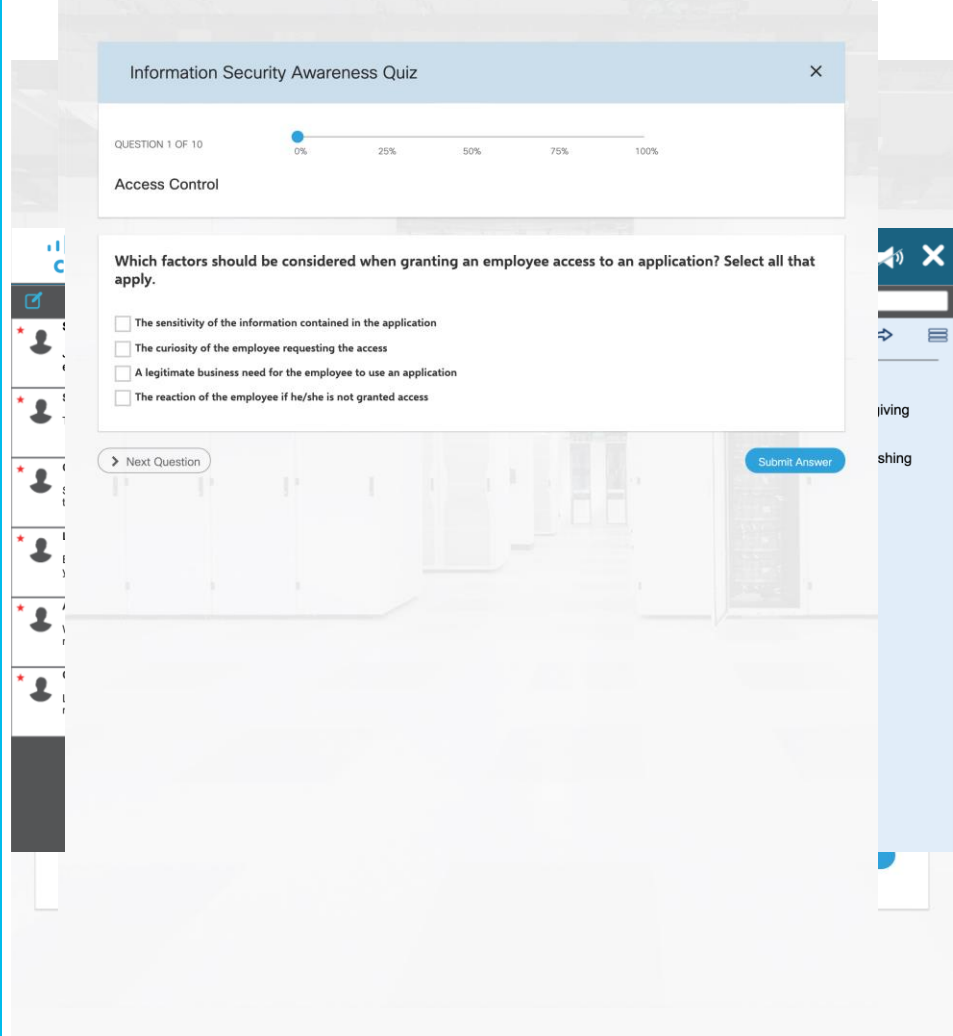 Information Security Awareness Quiz
QUESTION 1 OF 10
0% 25% 50% 75% 100%
Access Control
Which factors should be considered when granting an employee access to an application? Select all that
apply.
The sensitivity of the information contained in the application
The curiosity of the employee requesting the access
A legitimate business need for the employee to use an application
The reaction of the employee if he/she is not granted access
Next Question
Submit Answer